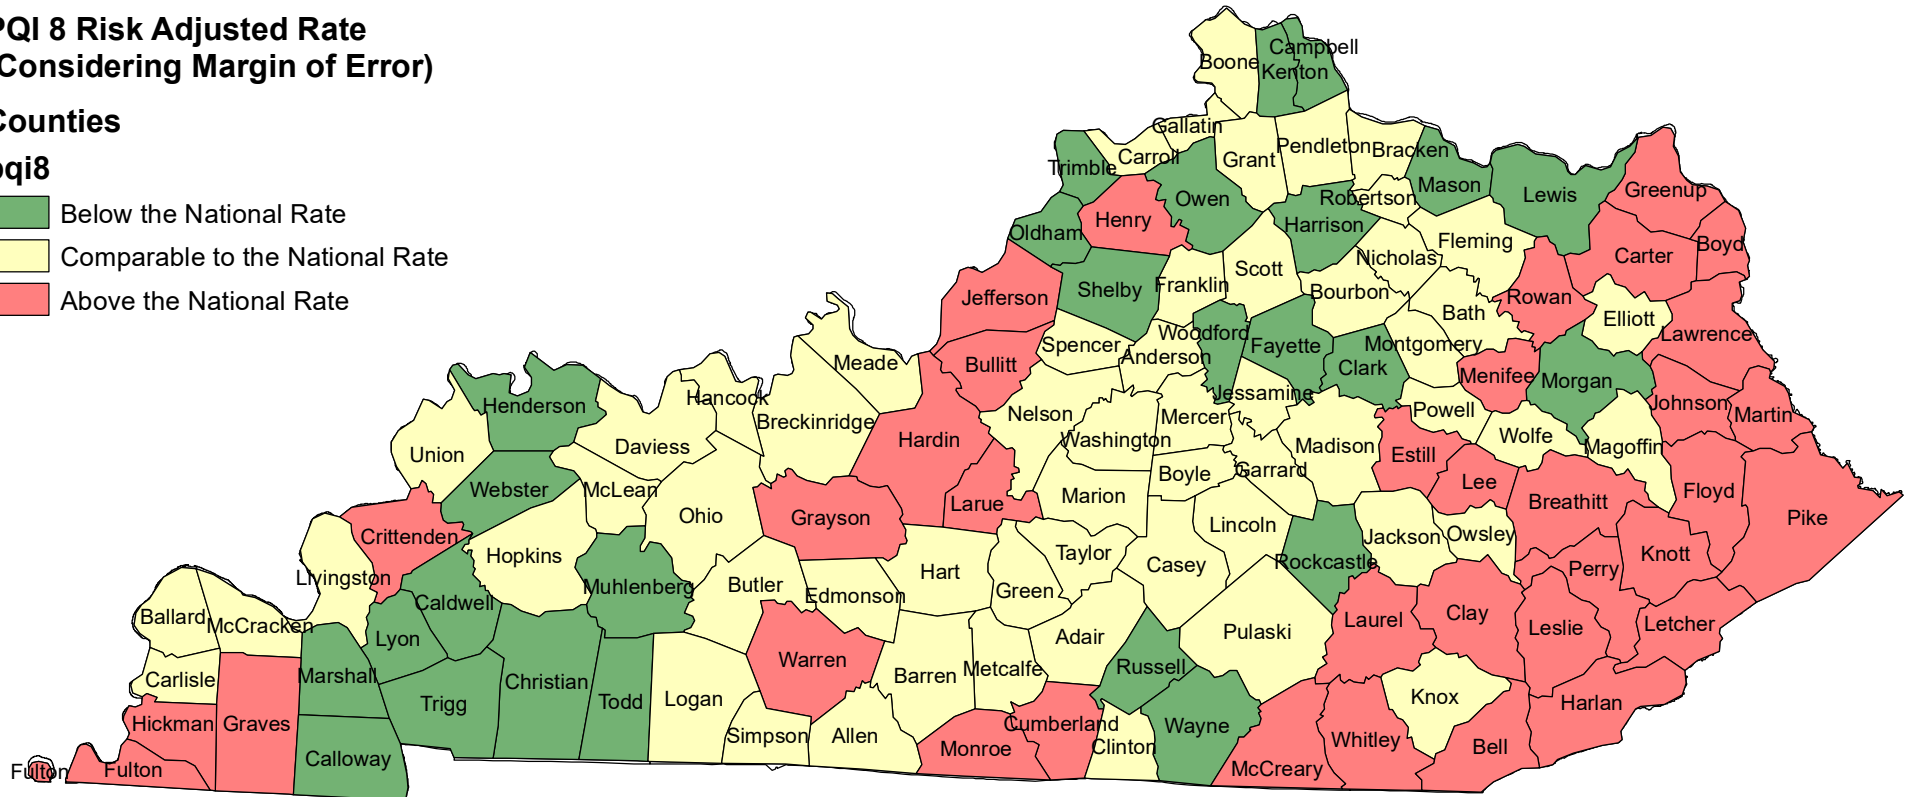 PQI 8 Risk Adjusted Rate
(Considering Margin of Error)
Counties
pqi8
Below the National Rate
Comparable to the National Rate
Above the National Rate
Campbell
Boone
Kenton
Gallatin
Carroll
Grant
Pendleton
Bracken
Trimble
Owen
Robertson
Mason
Lewis
Greenup
Henry
Harrison
Oldham
Fleming
Boyd
Carter
Nicholas
Scott
Shelby
Franklin
Bourbon
Jefferson
Rowan
Bath
Elliott
Woodford
Fayette
Lawrence
Spencer
Anderson
Montgomery
Meade
Bullitt
Clark
Menifee
Morgan
Jessamine
Johnson
Martin
Hancock
Henderson
Breckinridge
Nelson
Mercer
Powell
Washington
Wolfe
Magoffin
Hardin
Daviess
Madison
Union
Estill
Boyle
Garrard
Lee
Webster
McLean
Marion
Floyd
Larue
Breathitt
Ohio
Grayson
Pike
Lincoln
Crittenden
Jackson
Owsley
Hopkins
Taylor
Knott
Rockcastle
Casey
Perry
Hart
Livingston
Muhlenberg
Butler
Edmonson
Green
Caldwell
Ballard
McCracken
Clay
Laurel
Letcher
Leslie
Pulaski
Lyon
Adair
Warren
Russell
Barren
Metcalfe
Marshall
Carlisle
Christian
Knox
Logan
Todd
Trigg
Harlan
Hickman
Graves
Cumberland
Wayne
Simpson
Allen
Whitley
Monroe
Clinton
Bell
Calloway
McCreary
Fulton
Fulton